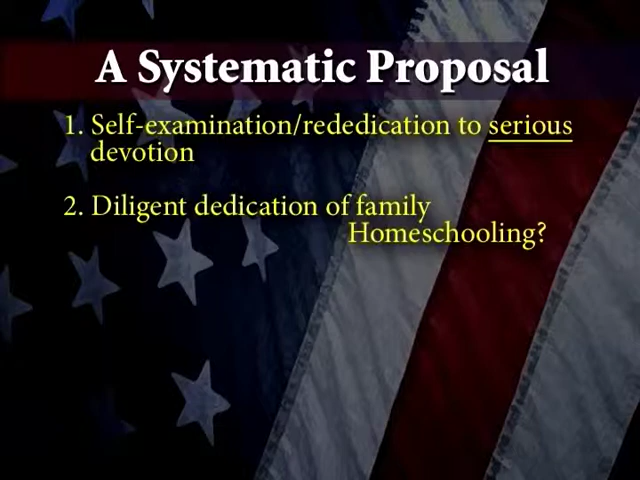 A Systematic Proposal
1. Self-examination/rededication to serious
devotion
2. Diligent dedication of family
Homeschooling?